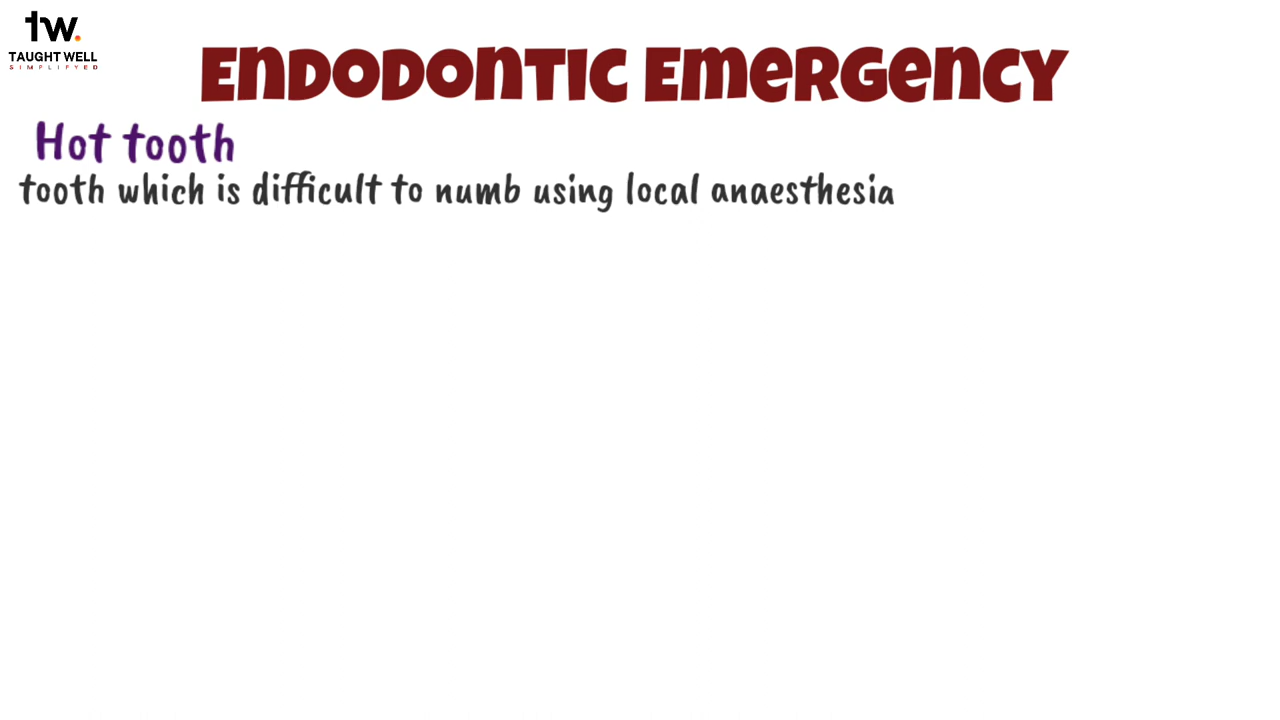 tw.
TAUGHT WELL
SIMPLIFYED
Endodontic Emergency
Hot tooth
tooth which is difficult to numb using local anaesthesia